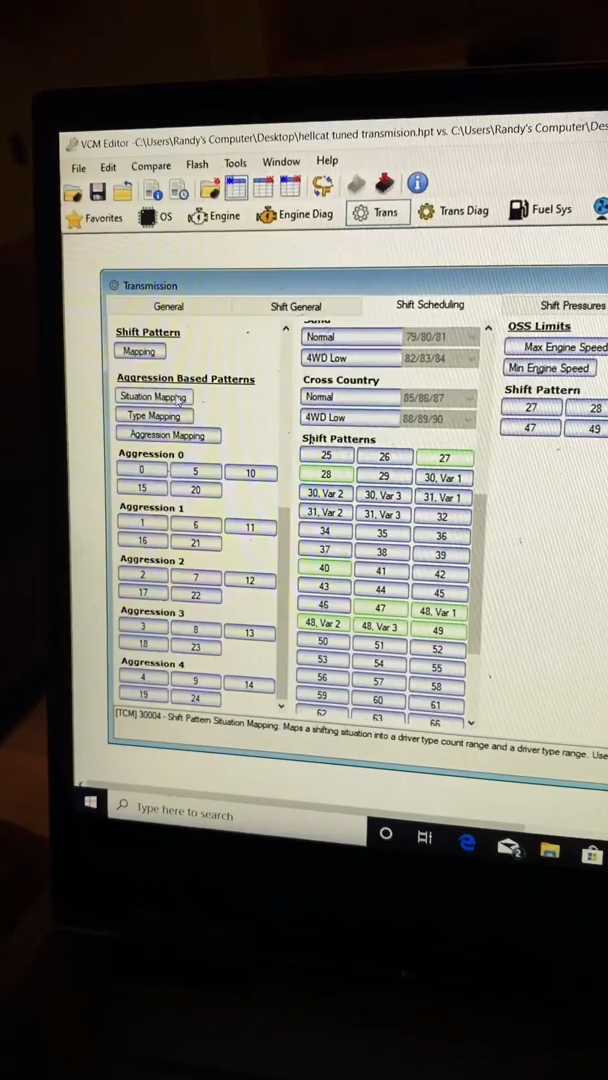 VCM Editor -C:\Users\Randy's Computer\Desktop\hellcat tuned transmision.hpt vs. C:\Users\Randy's Computer\Des
File Edit Compare Flash Tools Window Help
Favorites OS Engine Engine Diag Trans Trans Diag Fuel Sys
Transmission
General Shift General Shift Scheduling Shift Pressures
Shift Pattern
Mapping
Aggression Based Patterns
Situation Mapping
Type Mapping
Aggression Mapping
Aggression 0
0 5 10
15 20
Aggression 1
1 6 11
16 21
Aggression 2
2 7 12
17 22
Aggression 3
3 8 13
18 23
Aggression 4
4 9 14
19 24
Normal 79/80/81
4WD Low 82/83/84
Cross Country
Normal 85/86/87
4WD Low 88/89/90
Shift Patterns
25 26 27
28 29 30, Var 1
30, Var 2 30, Var 3 31, Var 1
31, Var 2 31, Var 3 32
34 35 36
37 38 39
40 41 42
43 44 45
46 47 48, Var 1
48, Var 2 48, Var 3 49
50 51 52
53 54 55
56 57 58
59 60 61
62 63 66
OSS Limits
Max Engine Speed
Min Engine Speed
Shift Pattern
27 28
47 49
[TCM] 30004 - Shift Pattern Situation Mapping: Maps a shifting situation into a driver type count range and a driver type range. Use
Type here to search
2